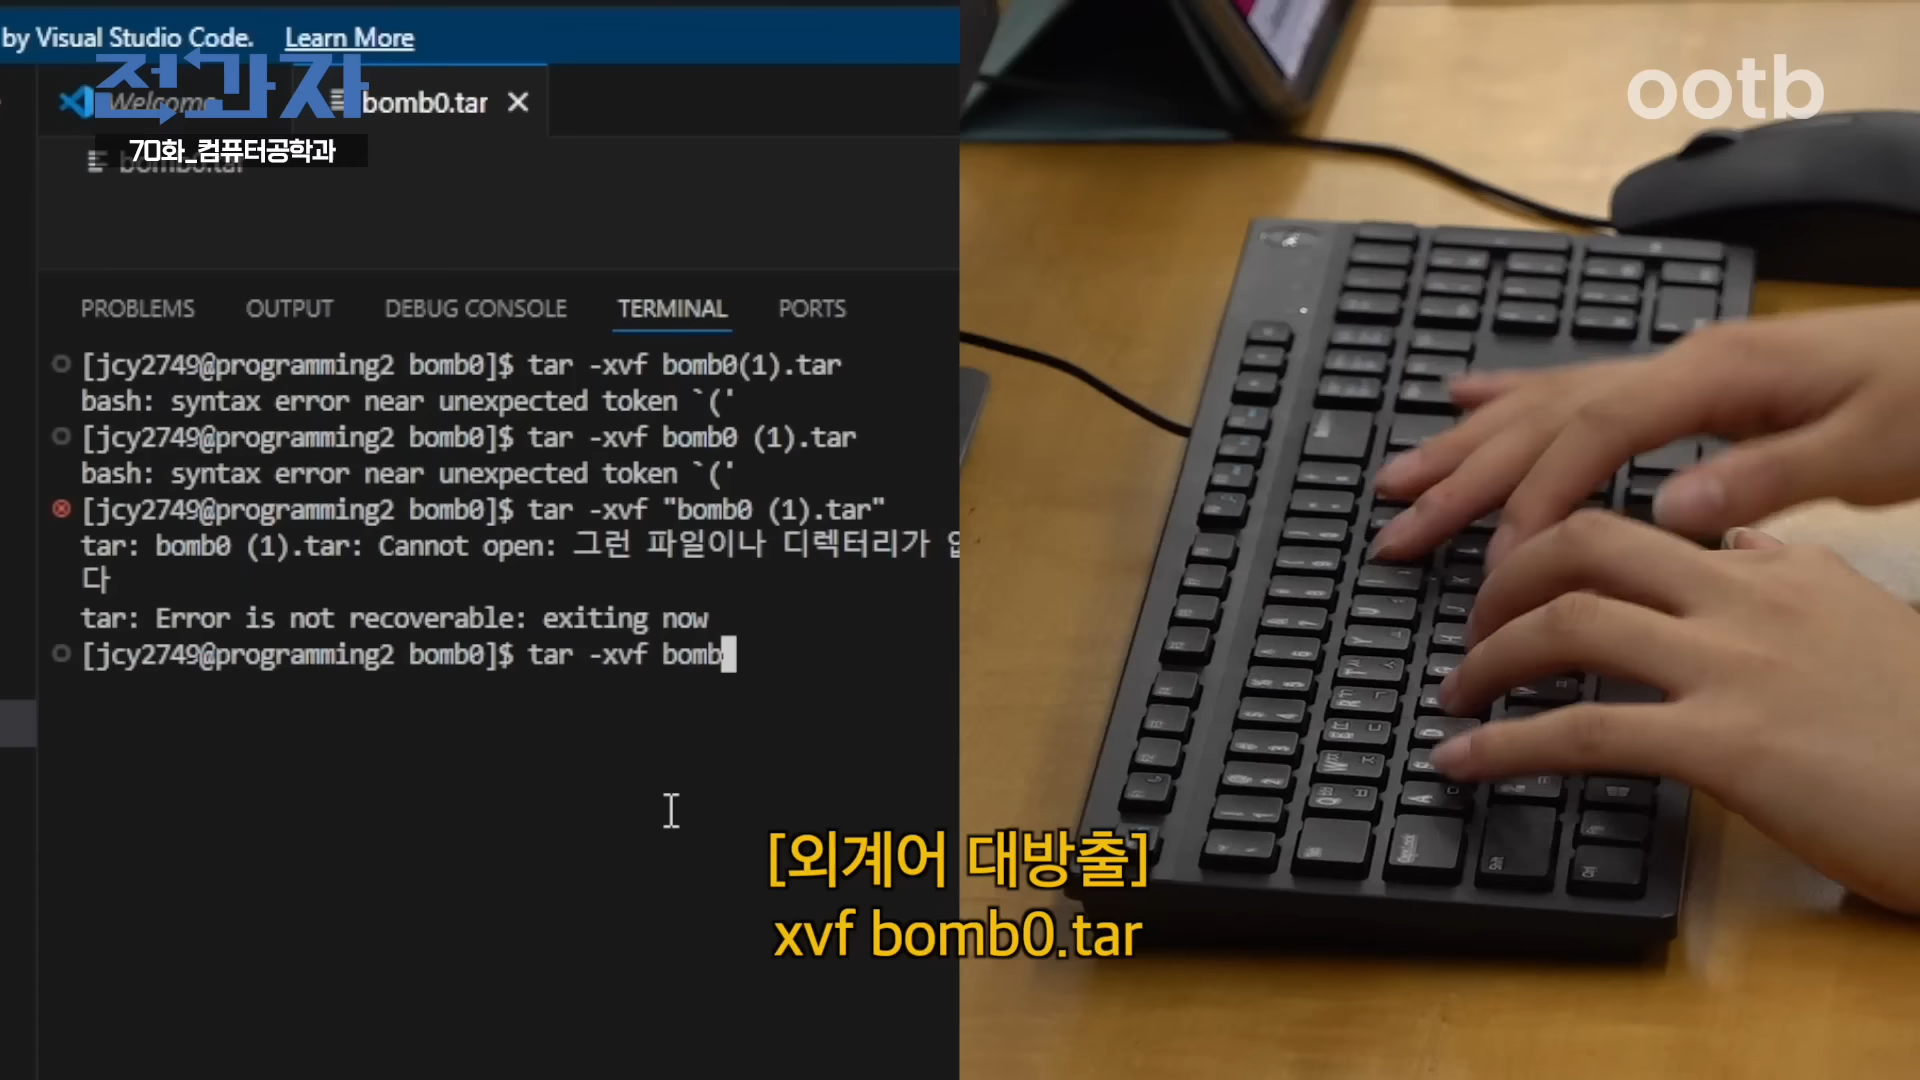 by Visual Studio Code. Learn More
전과자
70화_컴퓨터공학과
Welcome
bomb0.tar
bomb0.tar
ootb
PROBLEMS OUTPUT DEBUG CONSOLE TERMINAL PORTS
[jcy2749@programming2 bomb0]$ tar -xvf bomb0(1).tar
bash: syntax error near unexpected token `('
[jcy2749@programming2 bomb0]$ tar -xvf bomb0 (1).tar
bash: syntax error near unexpected token `('
[jcy2749@programming2 bomb0]$ tar -xvf "bomb0 (1).tar"
tar: bomb0 (1).tar: Cannot open: 그런 파일이나 디렉터리가
다
tar: Error is not recoverable: exiting now
[jcy2749@programming2 bomb0]$ tar -xvf bomb
[외계어 대방출]
xvf bomb0.tar